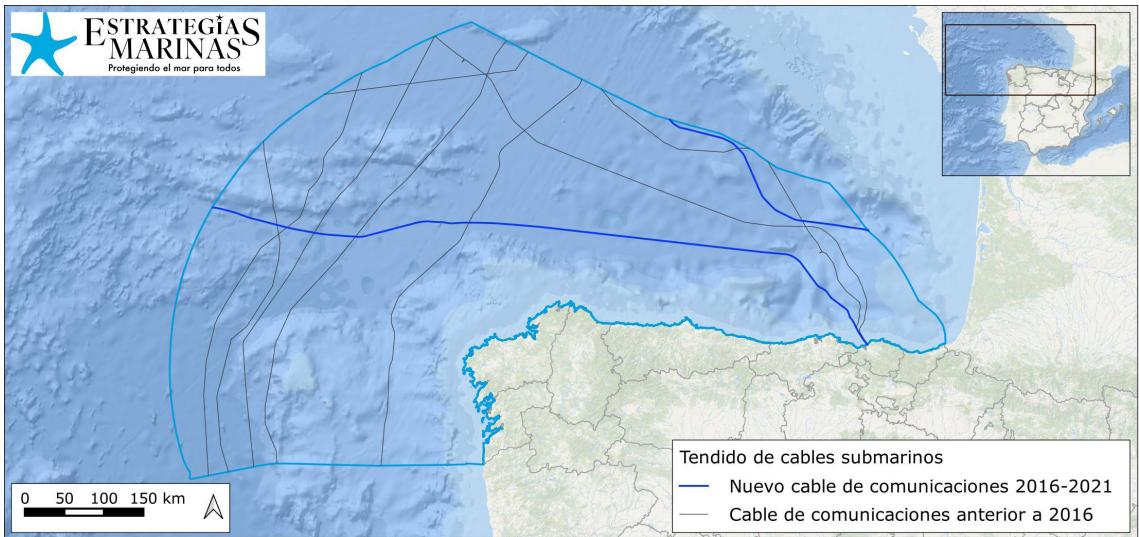 ESTRATEGIAS
MARINAS
Protegiendo el mar para todos
Tendido de cables submarinos
Nuevo cable de comunicaciones 2016-2021
Cable de comunicaciones anterior a 2016
0 50 100 150 km